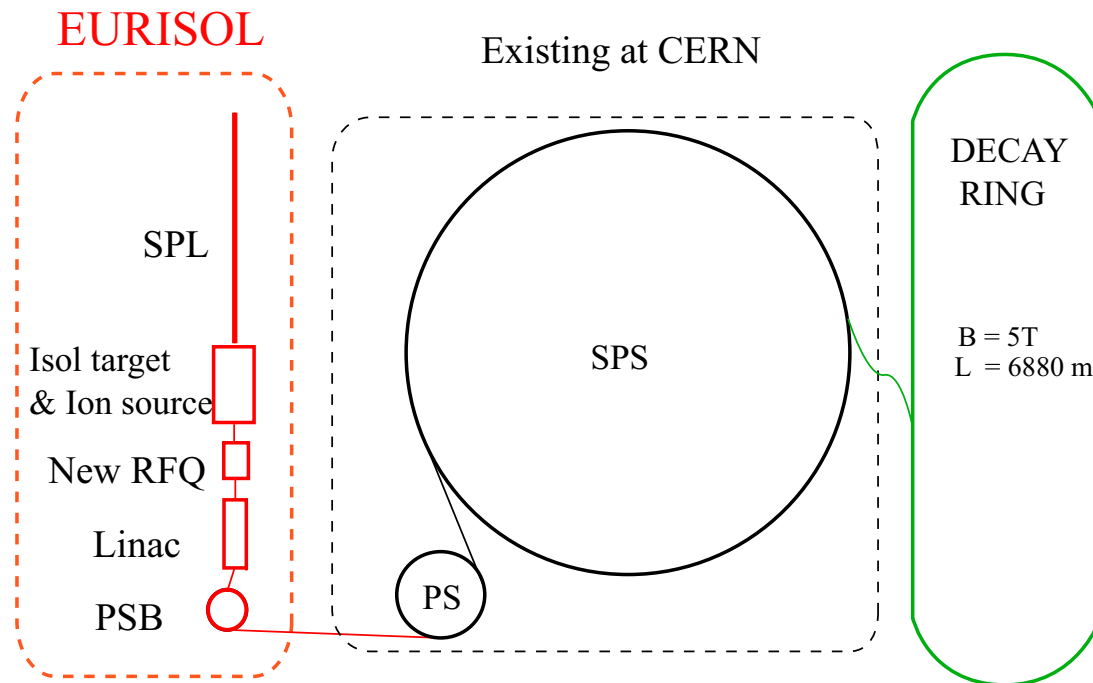 EURISOL
Existing at CERN
SPL
Isol target
& Ion source
New RFQ
Linac
PSB
SPS
PS
DECAY
RING
B = 5T
L = 6880 m